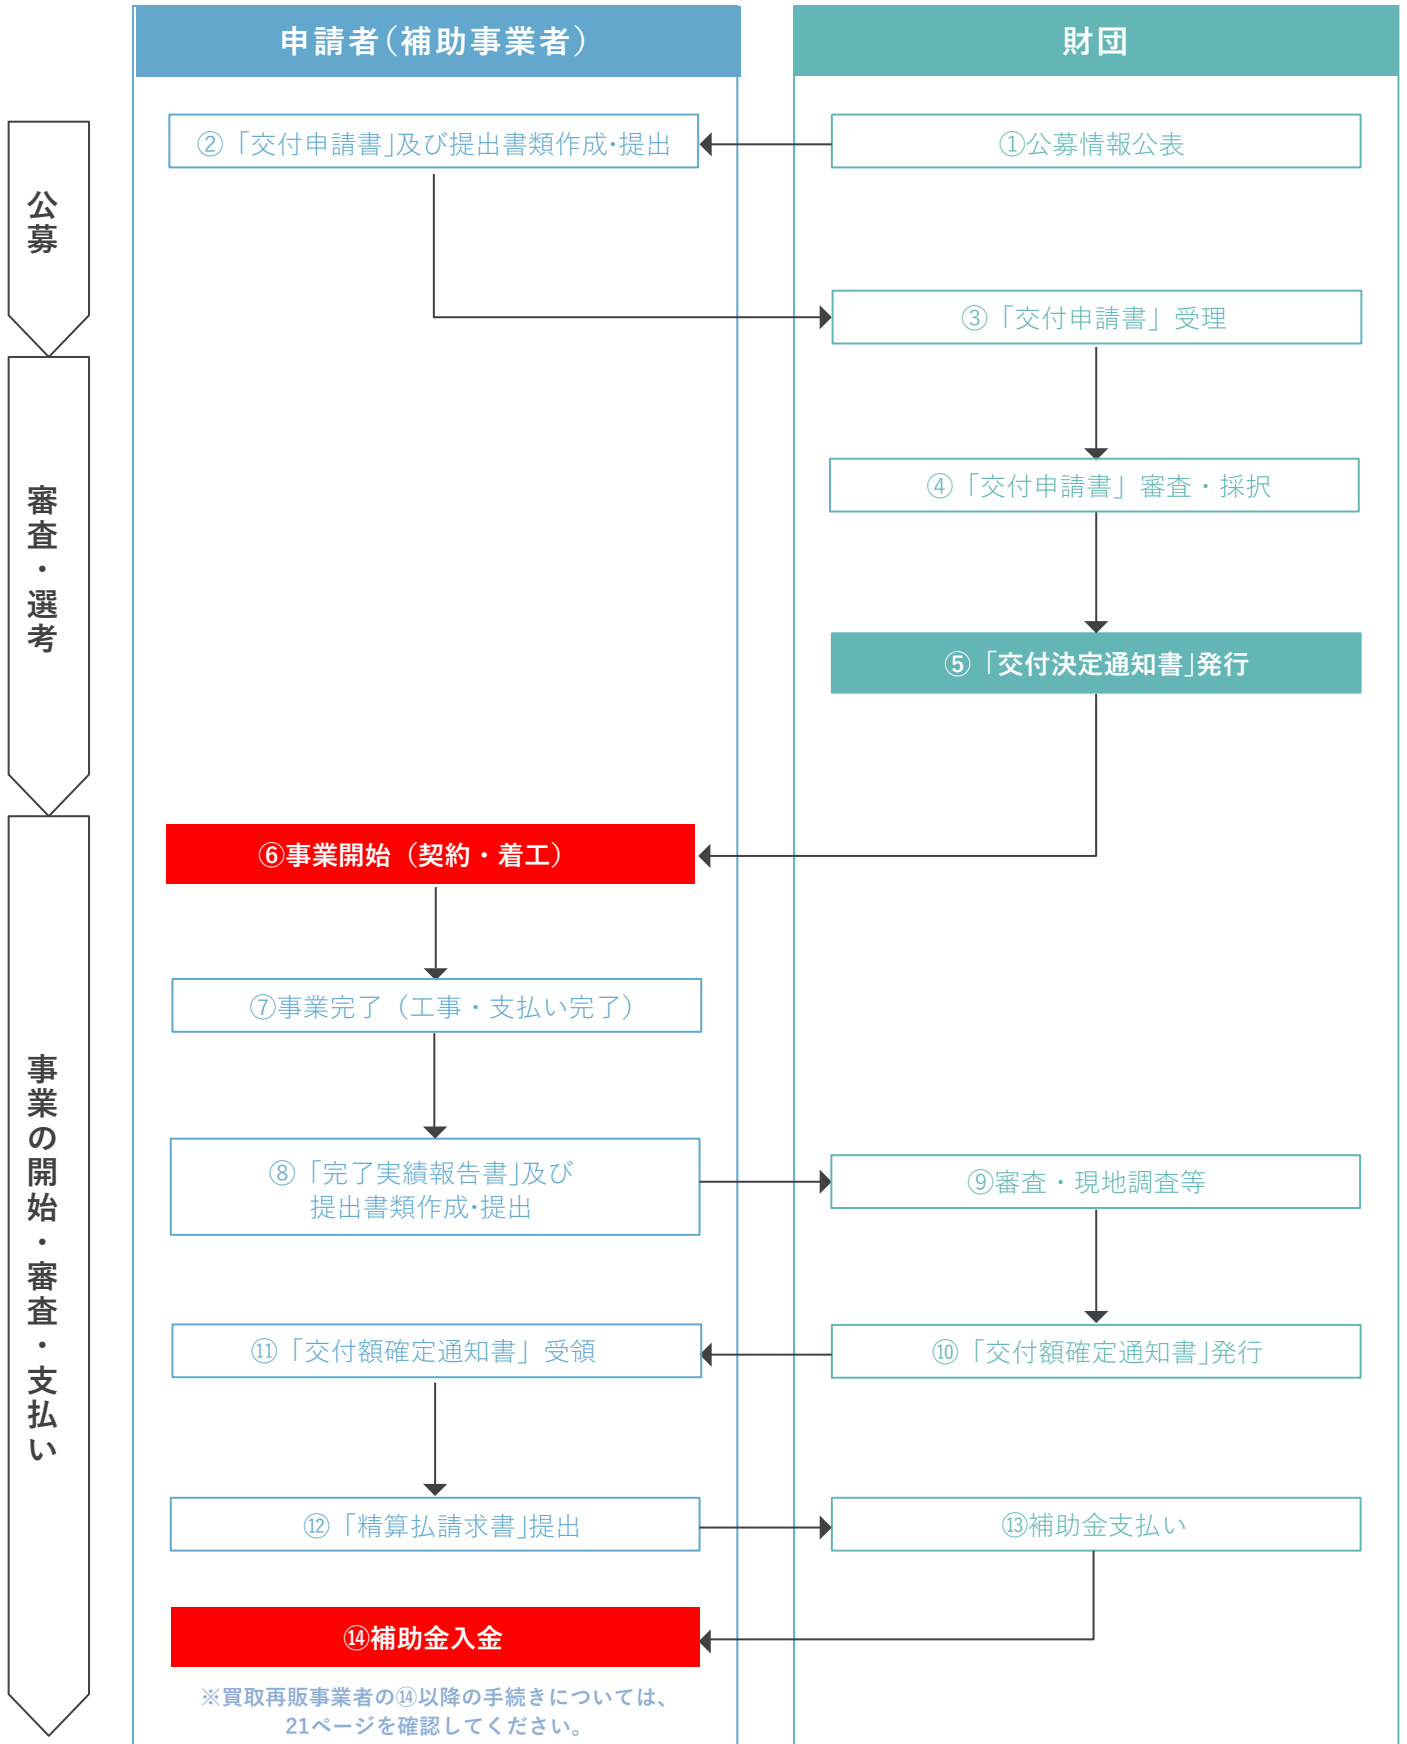 申請者(補助事業者)
財団
公募
②「交付申請書」及び提出書類作成・提出
①公募情報公表
③「交付申請書」受理
審査・選考
④「交付申請書」審査・採択
⑤「交付決定通知書」発行
事業の開始・審査・支払い
⑥事業開始（契約・着工）
⑦事業完了（工事・支払い完了）
⑧「完了実績報告書」及び
提出書類作成・提出
⑨審査・現地調査等
⑩「交付額確定通知書」発行
⑪「交付額確定通知書」受領
⑫「精算払請求書」提出
⑬補助金支払い
⑭補助金入金
※買取再販事業者の⑭以降の手続きについては、
21ページを確認してください。